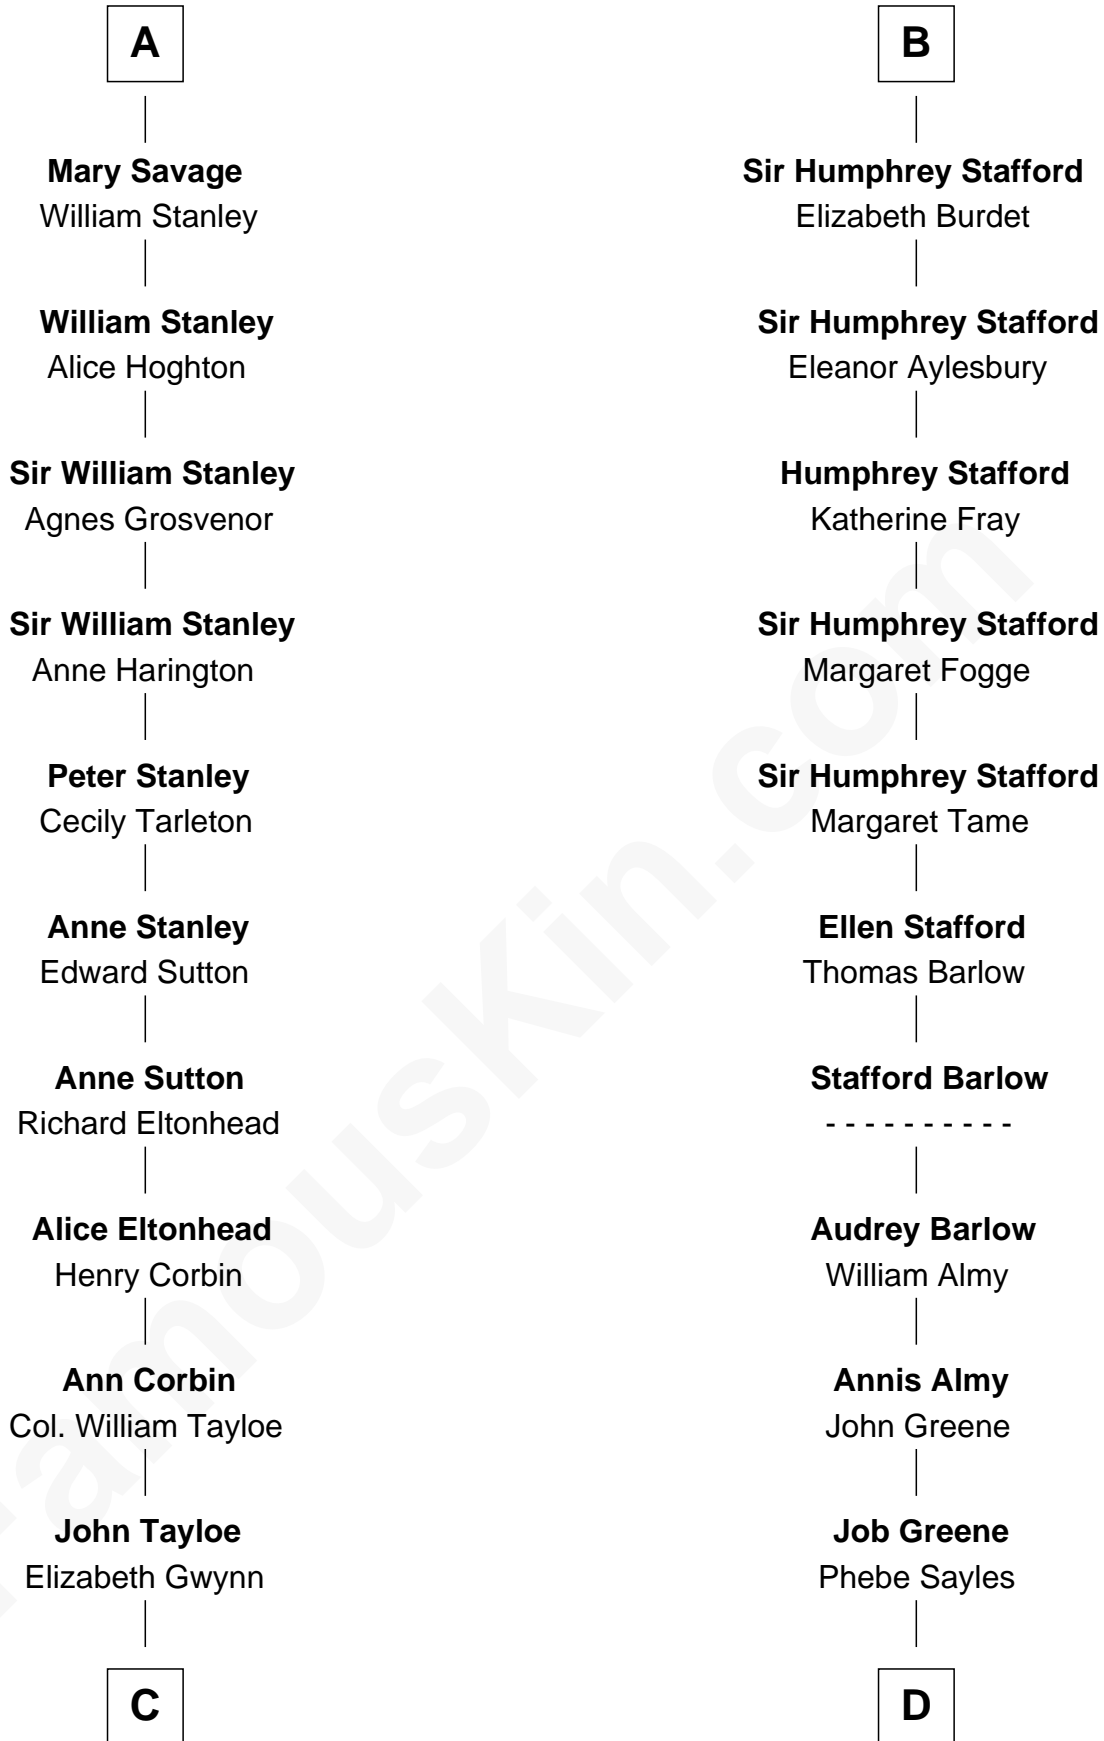 A
Mary Savage
William Stanley
William Stanley
Alice Hoghton
Sir William Stanley
Agnes Grosvenor
Sir William Stanley
Anne Harington
Peter Stanley
Cecily Tarleton
Anne Stanley
Edward Sutton
Anne Sutton
Richard Eltonhead
Alice Eltonhead
Henry Corbin
Ann Corbin
Col. William Tayloe
John Tayloe
Elizabeth Gwynn
C
B
Sir Humphrey Stafford
Elizabeth Burdet
Sir Humphrey Stafford
Eleanor Aylesbury
Humphrey Stafford
Katherine Fray
Sir Humphrey Stafford
Margaret Fogge
Sir Humphrey Stafford
Margaret Tame
Ellen Stafford
Thomas Barlow
Stafford Barlow
- - - - - - - - - -
Audrey Barlow
William Almy
Annis Almy
John Greene
Job Greene
Phebe Sayles
D
FamousKin.com